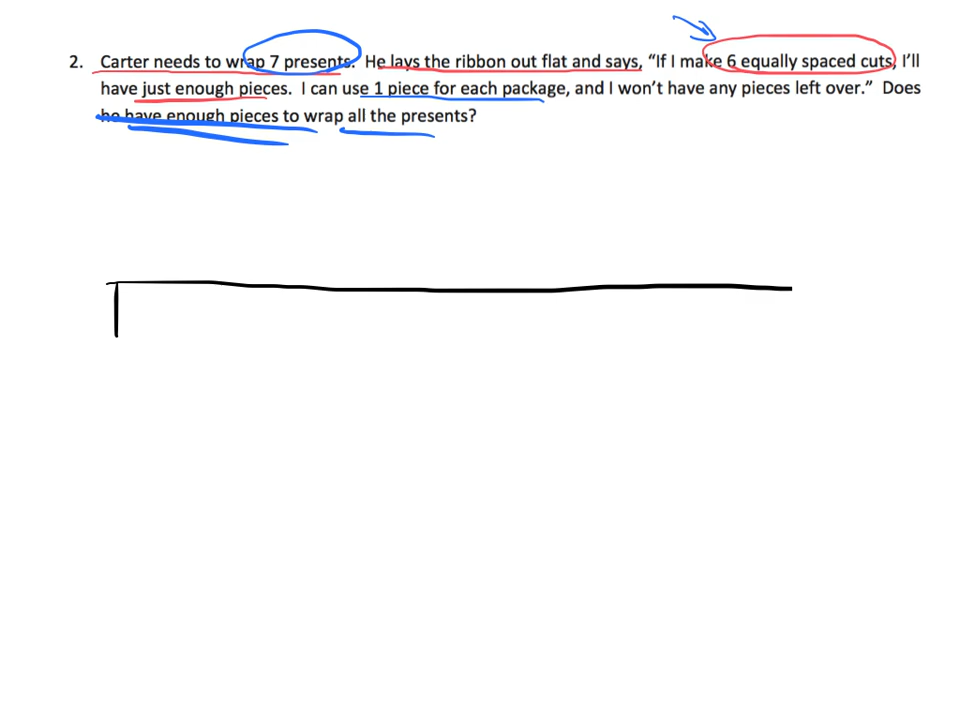 2. Carter needs to wrap 7 presents. He lays the ribbon out flat and says, “If I make 6 equally spaced cuts, I’ll
have just enough pieces. I can use 1 piece for each package, and I won’t have any pieces left over.” Does
he have enough pieces to wrap all the presents?